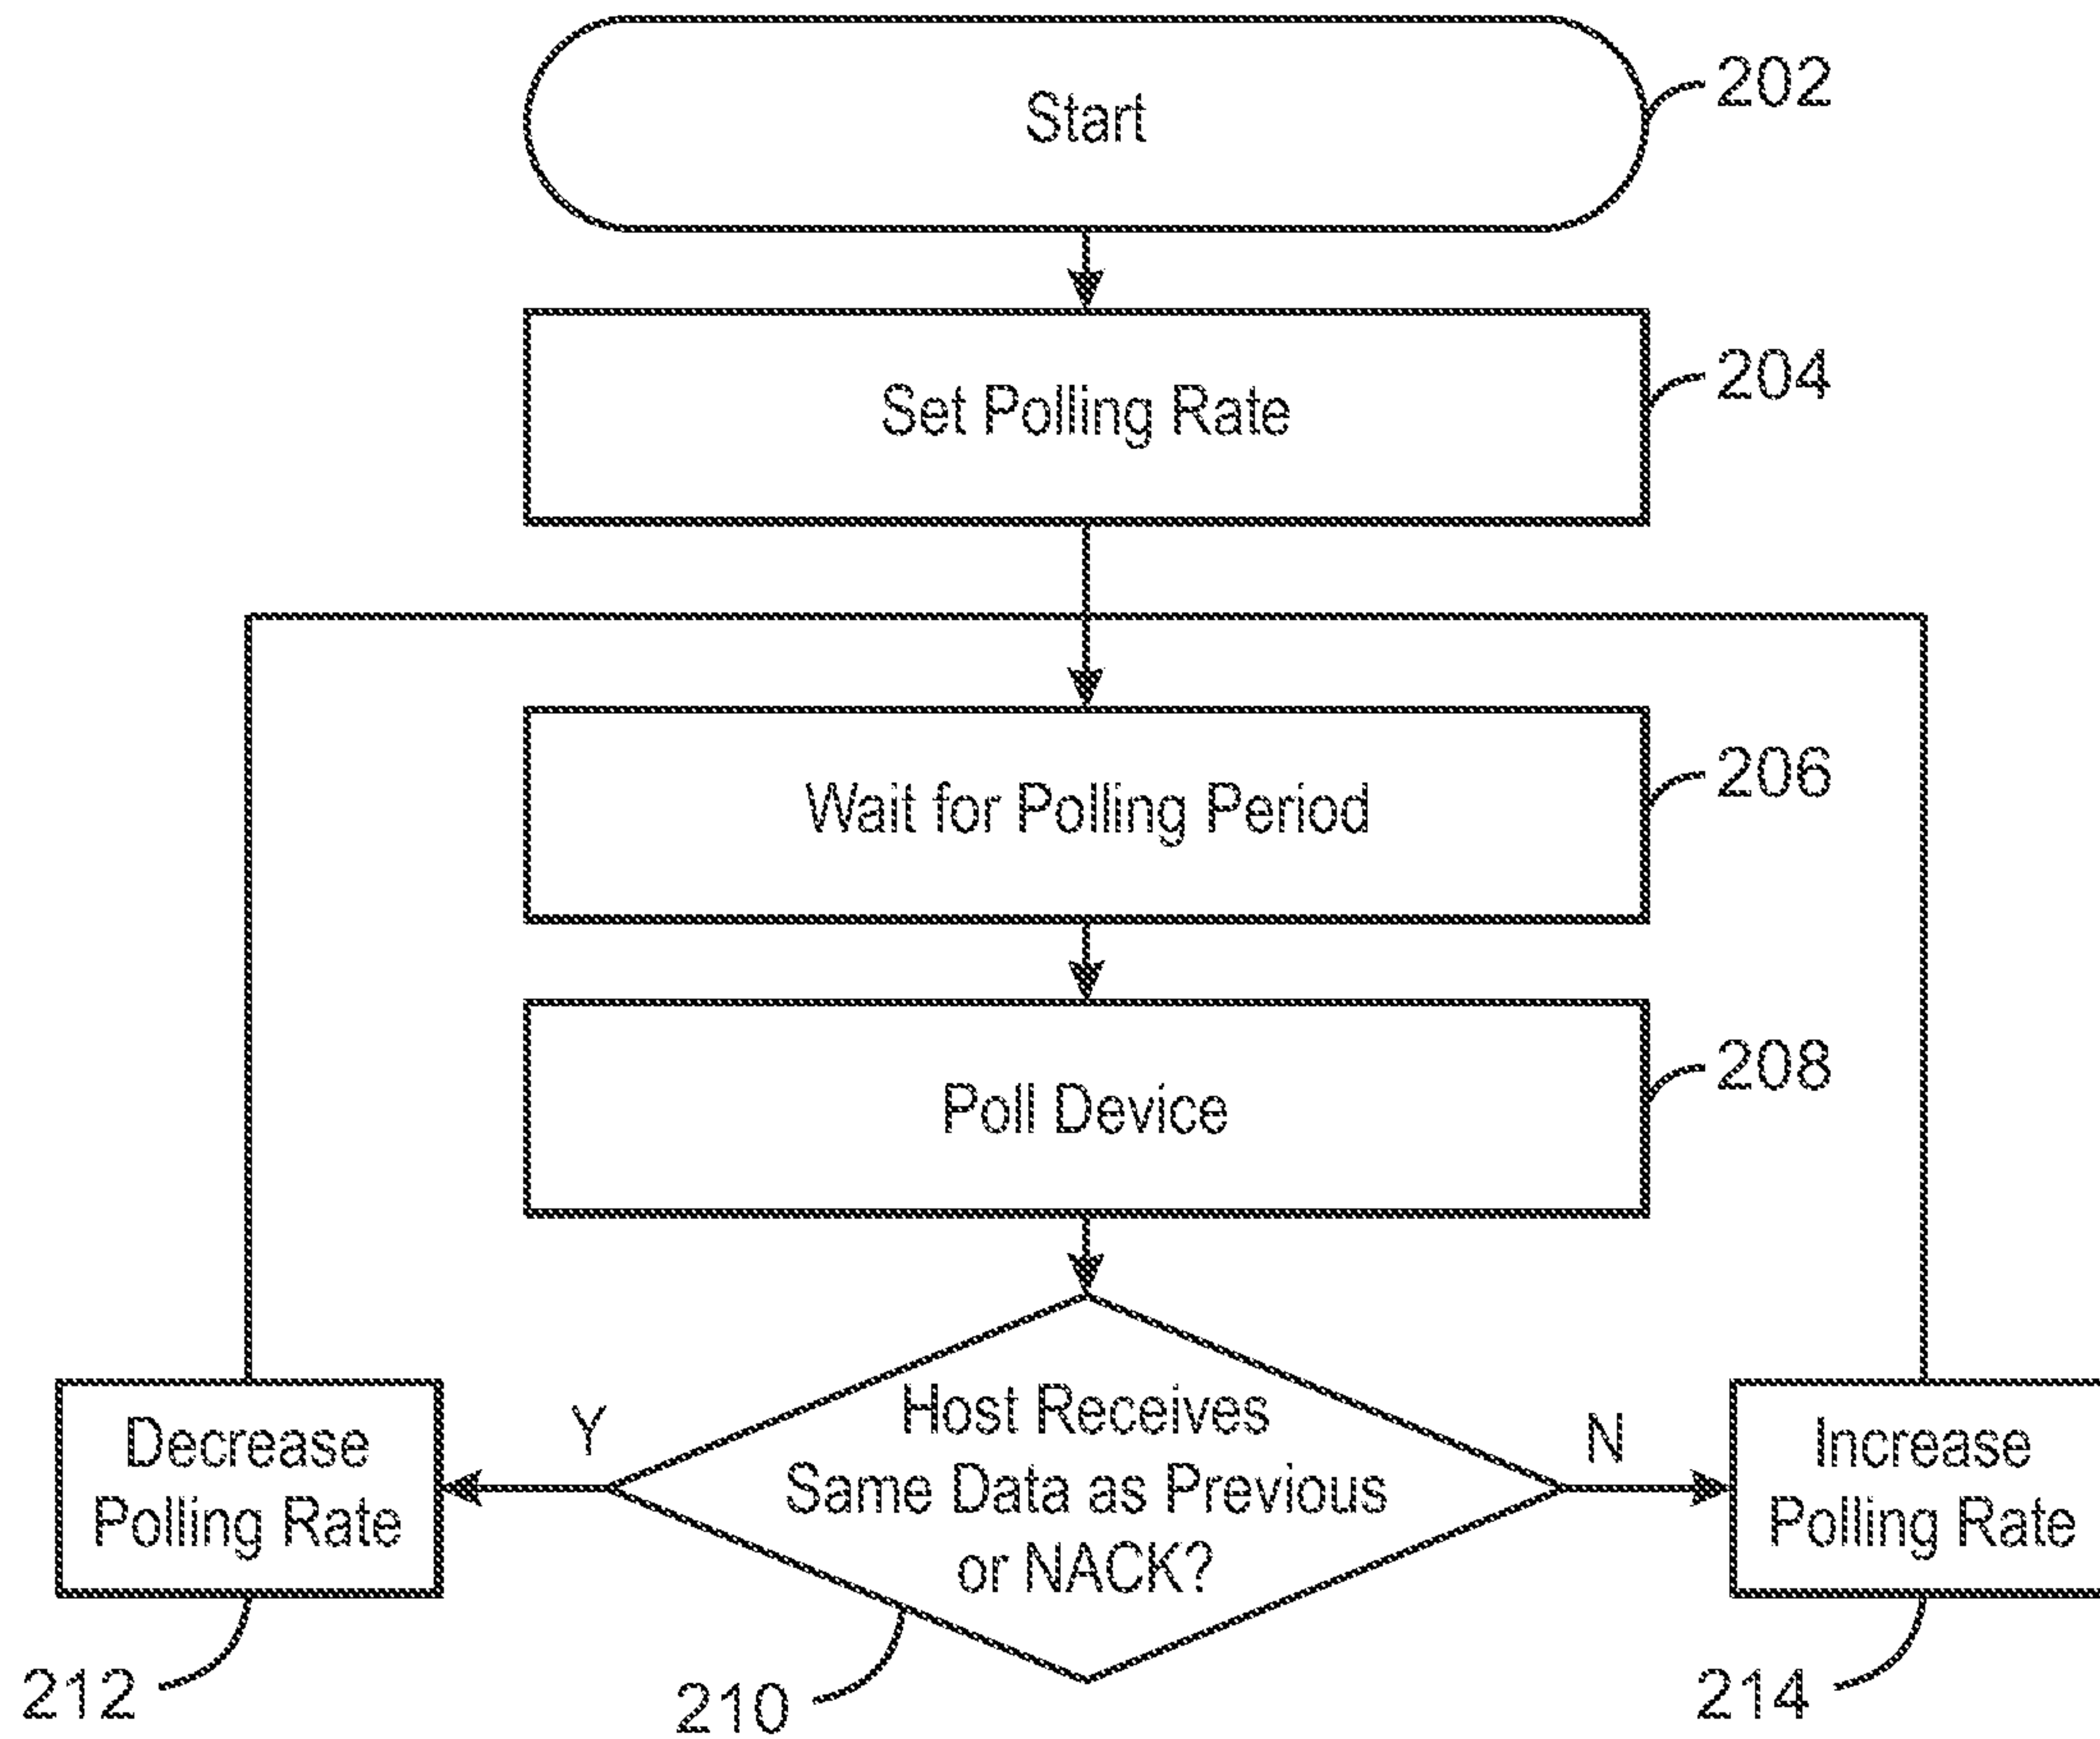 Start
202
Set Polling Rate
204
Wait for Polling Period
206
Poll Device
208
Host Receives
Same Data as Previous
or NACK?
Y
N
Decrease
Polling Rate
Increase
Polling Rate
212
210
214